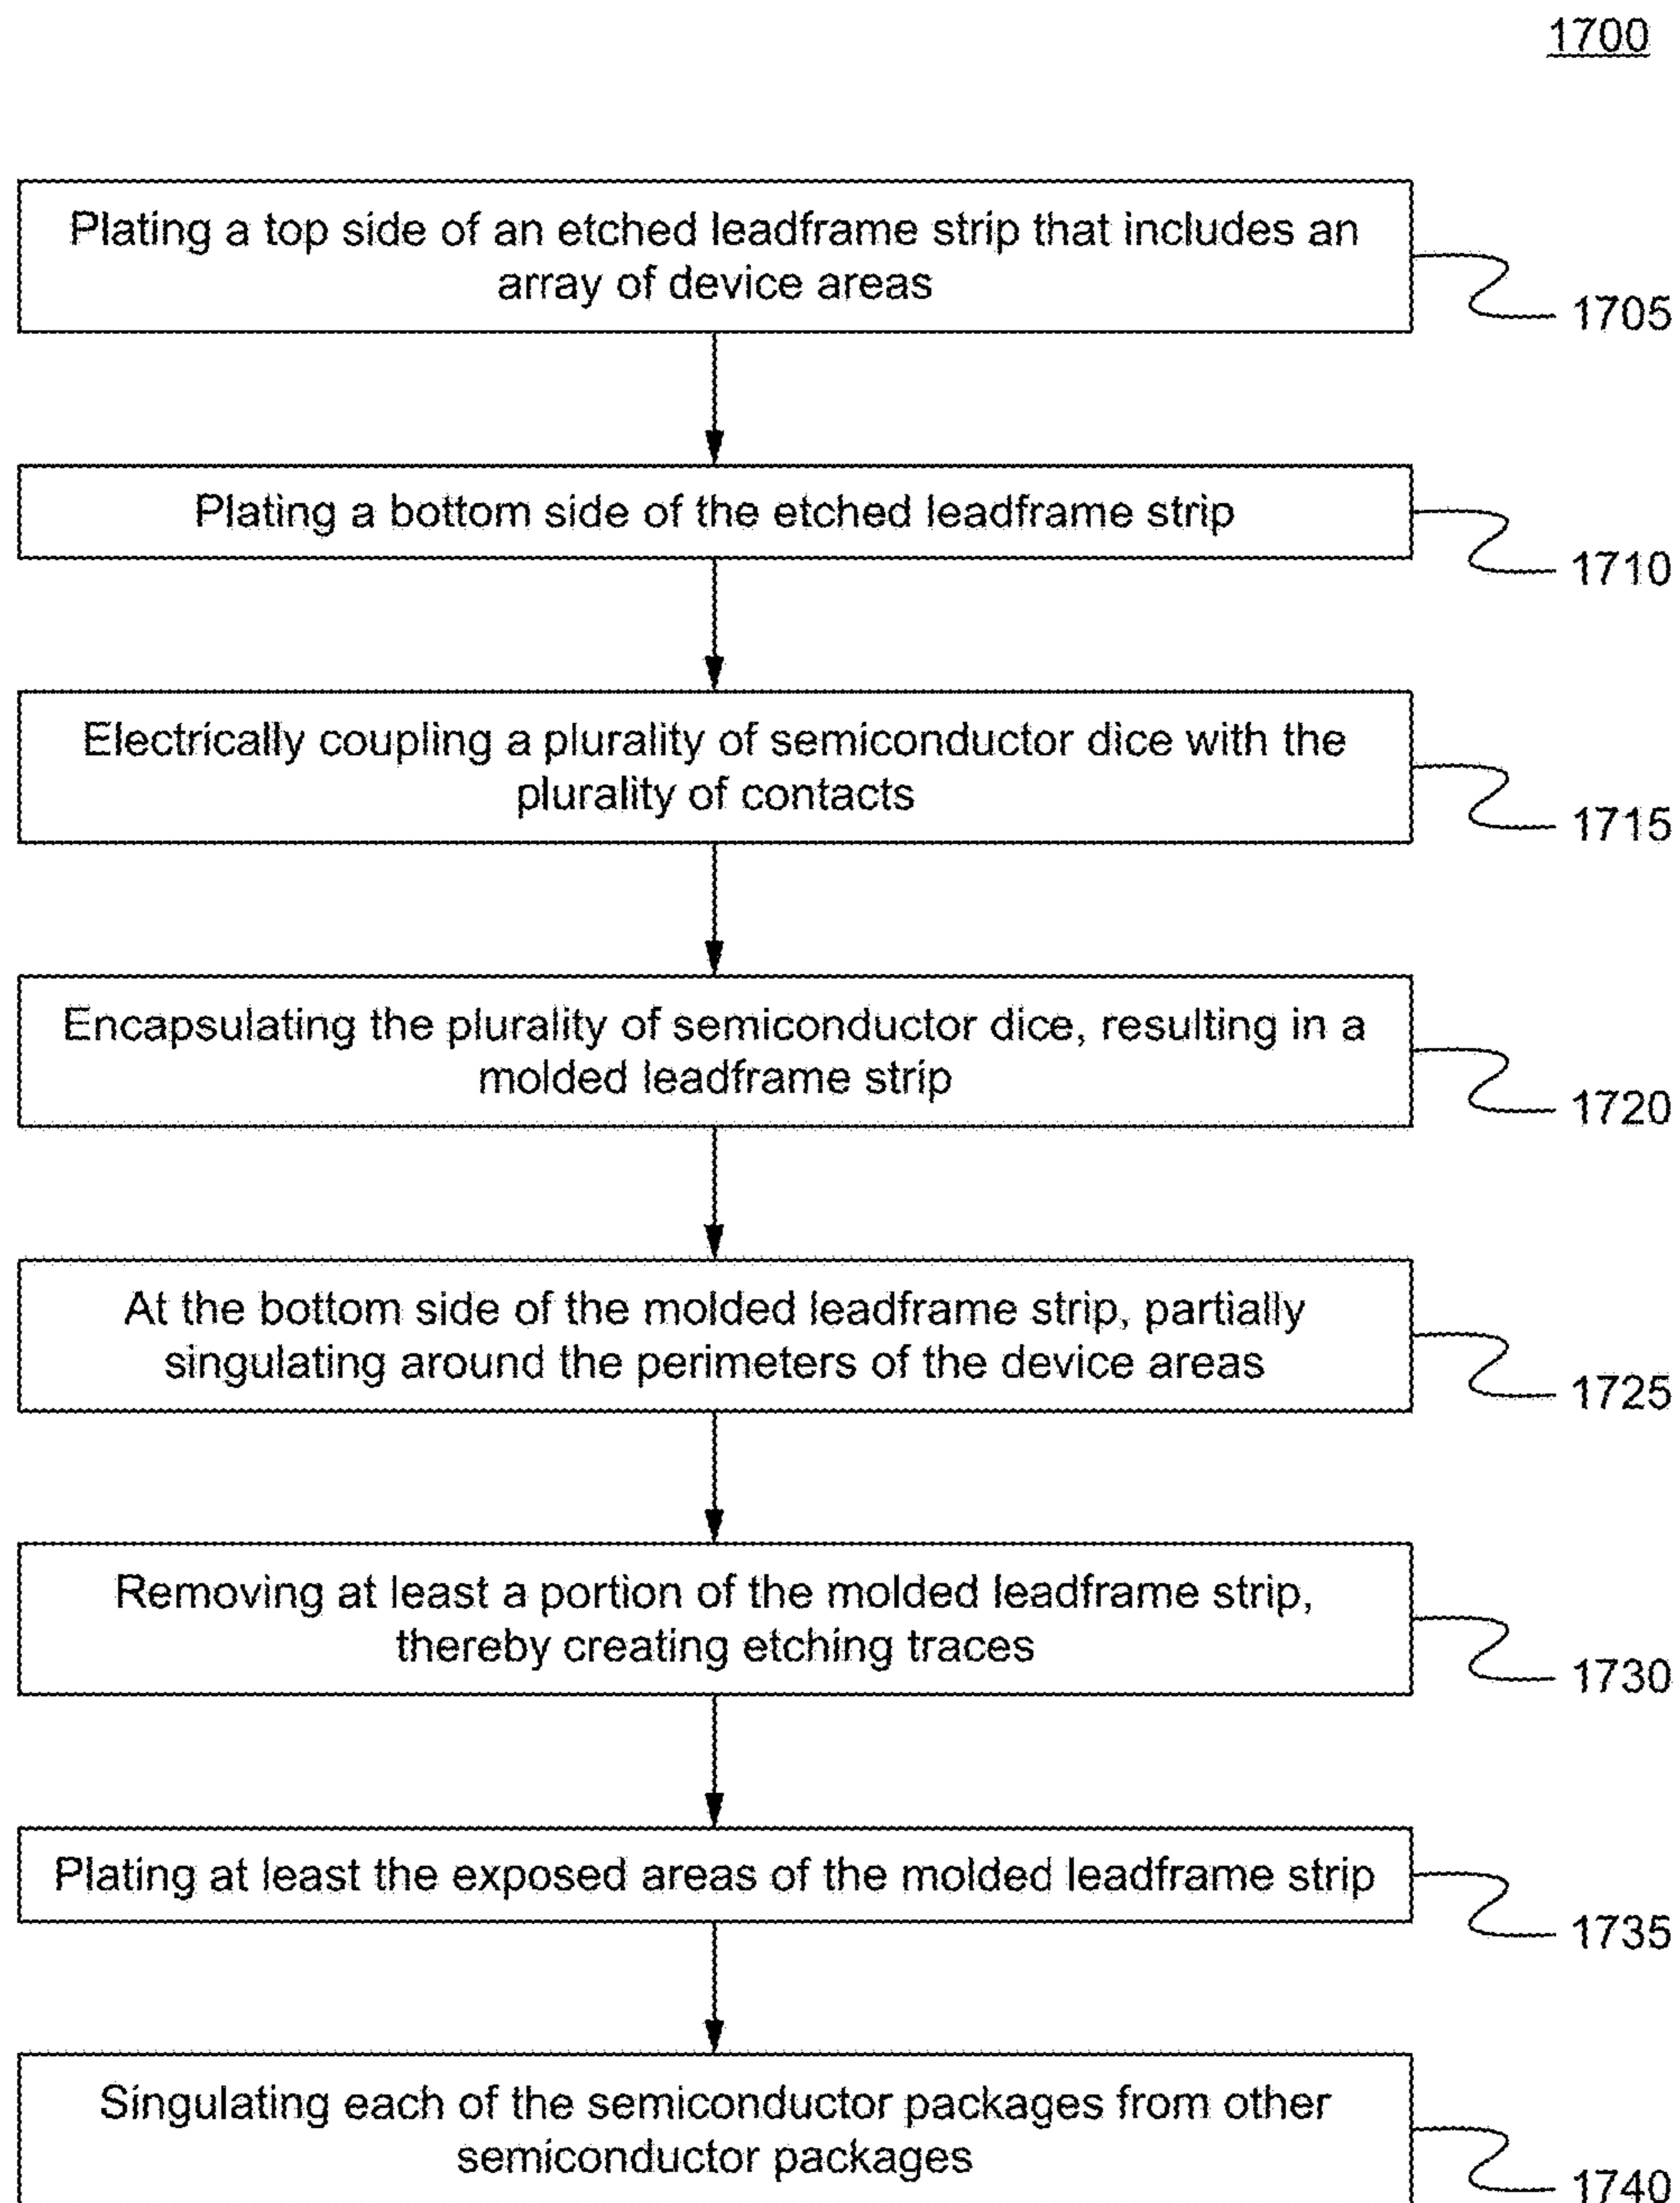 1700
Plating a top side of an etched leadframe strip that includes an
array of device areas
1705
Plating a bottom side of the etched leadframe strip
1710
Electrically coupling a plurality of semiconductor dice with the
plurality of contacts
1715
Encapsulating the plurality of semiconductor dice, resulting in a
molded leadframe strip
1720
At the bottom side of the molded leadframe strip, partially
singulating around the perimeters of the device areas
1725
Removing at least a portion of the molded leadframe strip,
thereby creating etching traces
1730
Plating at least the exposed areas of the molded leadframe strip
1735
Singulating each of the semiconductor packages from other
semiconductor packages
1740